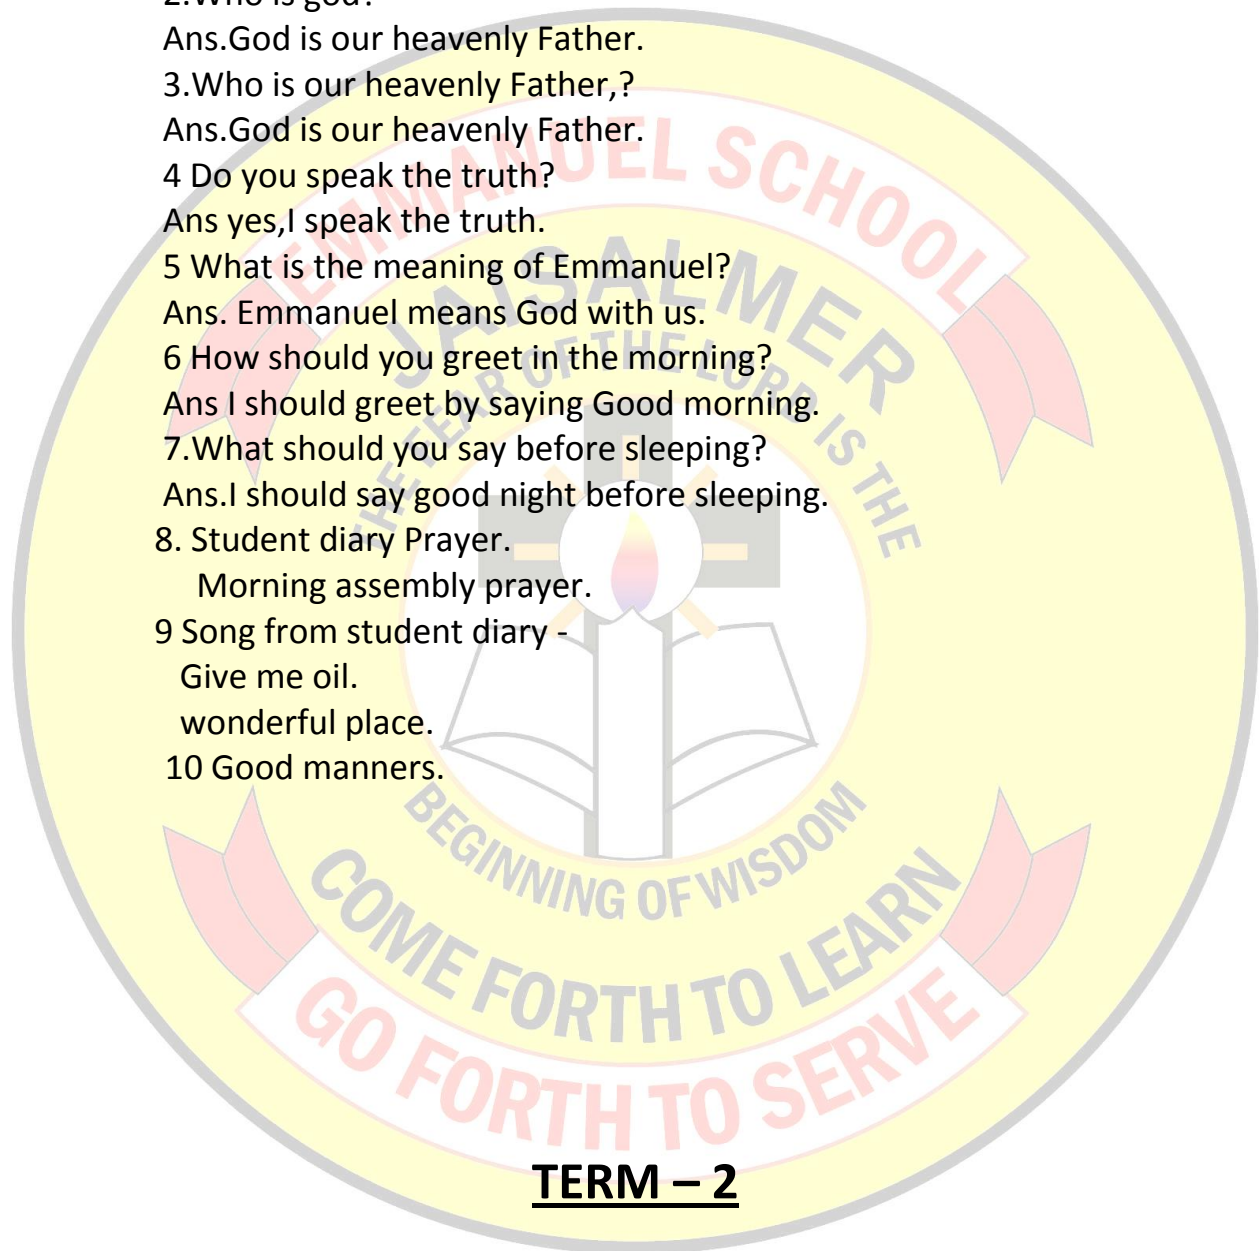 2.Who is god?
Ans.God is our heavenly Father.
3.Who is our heavenly Father,?
Ans.God is our heavenly Father.
4 Do you speak the truth?
Ans yes,I speak the truth.
5 What is the meaning of Emmanuel?
Ans. Emmanuel means God with us.
6 How should you greet in the morning?
Ans I should greet by saying Good morning.
7.What should you say before sleeping?
Ans.I should say good night before sleeping.
8. Student diary Prayer.
Morning assembly prayer.
9 Song from student diary -
Give me oil.
wonderful place.
10 Good manners.
EMMANUEL SCHOOL
JAISALMER
THE FEAR OF THE LORD IS THE
BEGINNING OF WISDOM
COME FORTH TO LEARN
GO FORTH TO SERVE
TERM – 2